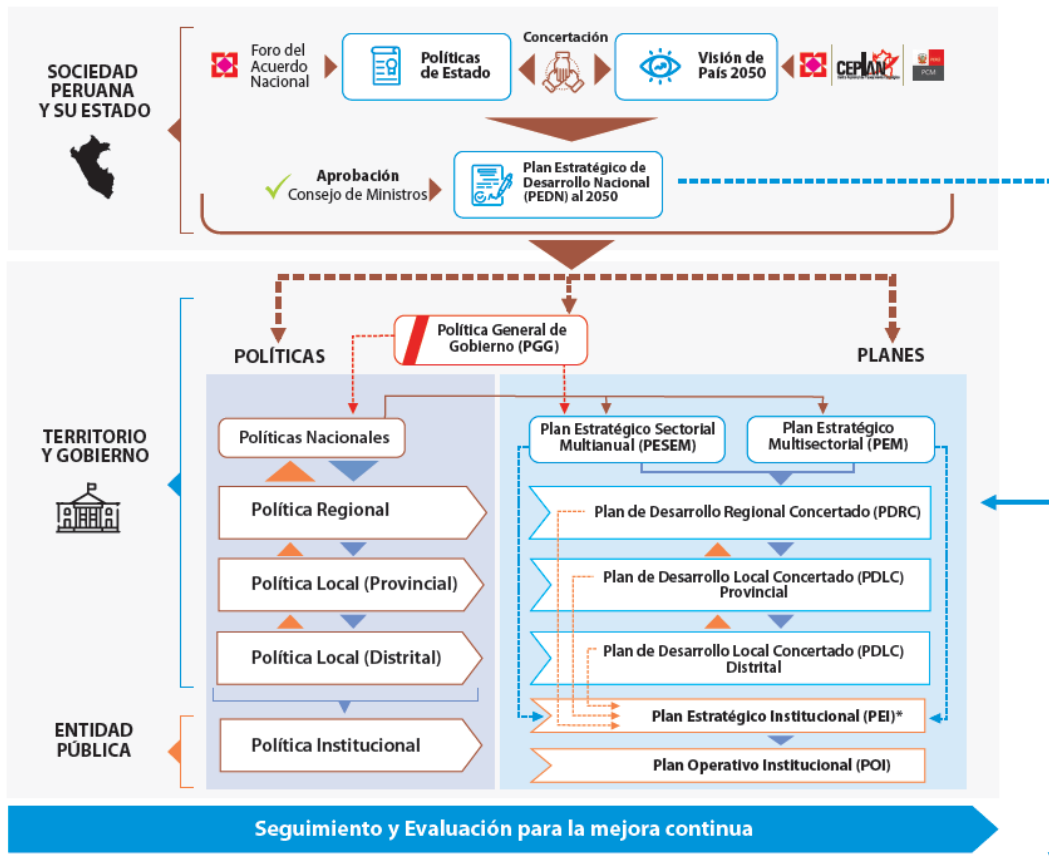 SOCIEDAD
PERUANA
Y SU ESTADO
Foro del
Acuerdo
Nacional
Políticas
de Estado
Concertación
Visión de
País 2050
CEPLAN
PERÚ
PCM
Aprobación
Consejo de Ministros
Plan Estratégico de
Desarrollo Nacional
(PEDN) al 2050
TERRITORIO
Y GOBIERNO
POLÍTICAS
Política General de
Gobierno (PGG)
PLANES
Políticas Nacionales
Plan Estratégico Sectorial
Multianual (PESEM)
Plan Estratégico
Multisectorial (PEM)
Política Regional
Plan de Desarrollo Regional Concertado (PDRC)
Política Local (Provincial)
Plan de Desarrollo Local Concertado (PDLC)
Provincial
Política Local (Distrital)
Plan de Desarrollo Local Concertado (PDLC)
Distrital
ENTIDAD
PÚBLICA
Política Institucional
Plan Estratégico Institucional (PEI)*
Plan Operativo Institucional (POI)
Seguimiento y Evaluación para la mejora continua